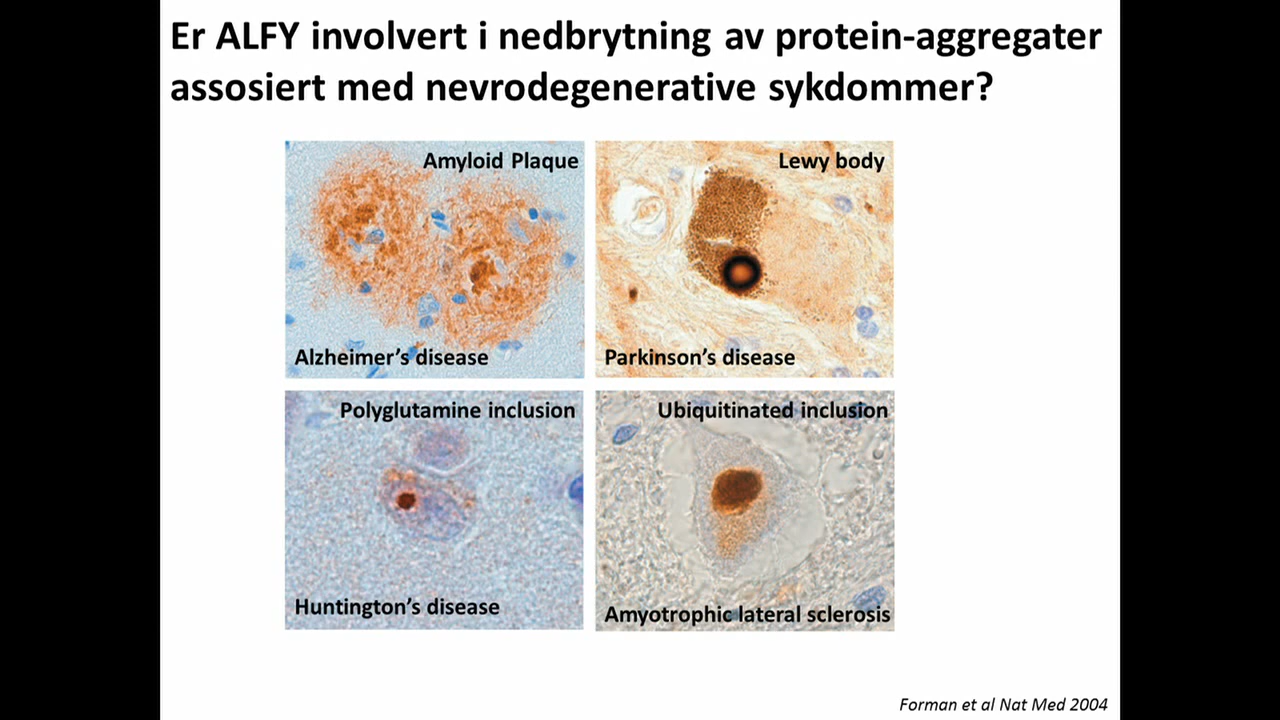 Er ALFY involvert i nedbrytning av protein-aggregater
assosiert med nevrodegenerative sykdommer?
Amyloid Plaque
Alzheimer’s disease
Lewy body
Parkinson’s disease
Polyglutamine inclusion
Huntington’s disease
Ubiquitinated inclusion
Amyotrophic lateral sclerosis
Forman et al Nat Med 2004